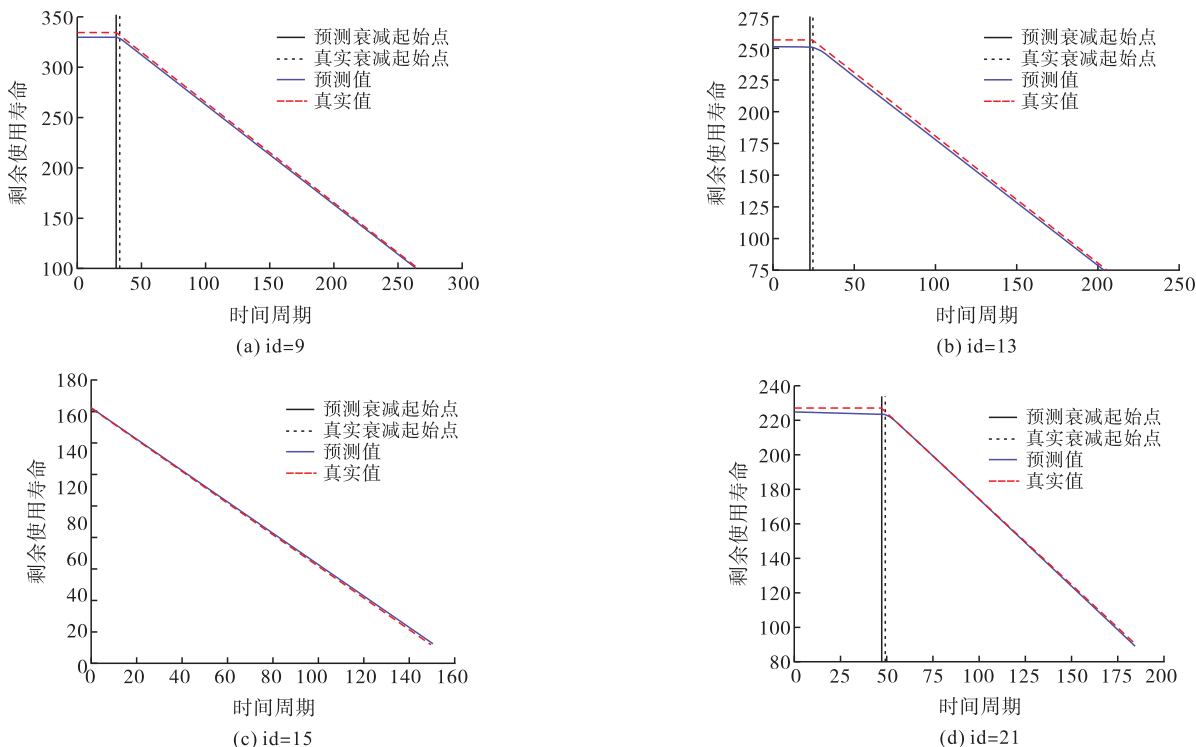 350
300
250
200
150
100
剩余使用寿命
预测衰减起始点
真实衰减起始点
预测值
真实值
0 50 100 150 200 250 300
时间周期
(a) id=9
275
250
225
200
175
150
125
100
75
剩余使用寿命
预测衰减起始点
真实衰减起始点
预测值
真实值
0 50 100 150 200 250
时间周期
(b) id=13
180
160
140
120
80
60
40
20
0
剩余使用寿命
预测衰减起始点
真实衰减起始点
预测值
真实值
0 20 40 60 80 100 120 140 160
时间周期
(c) id=15
240
220
200
180
160
140
120
100
80
剩余使用寿命
预测衰减起始点
真实衰减起始点
预测值
真实值
0 25 50 75 100 125 150 175 200
时间周期
(d) id=21